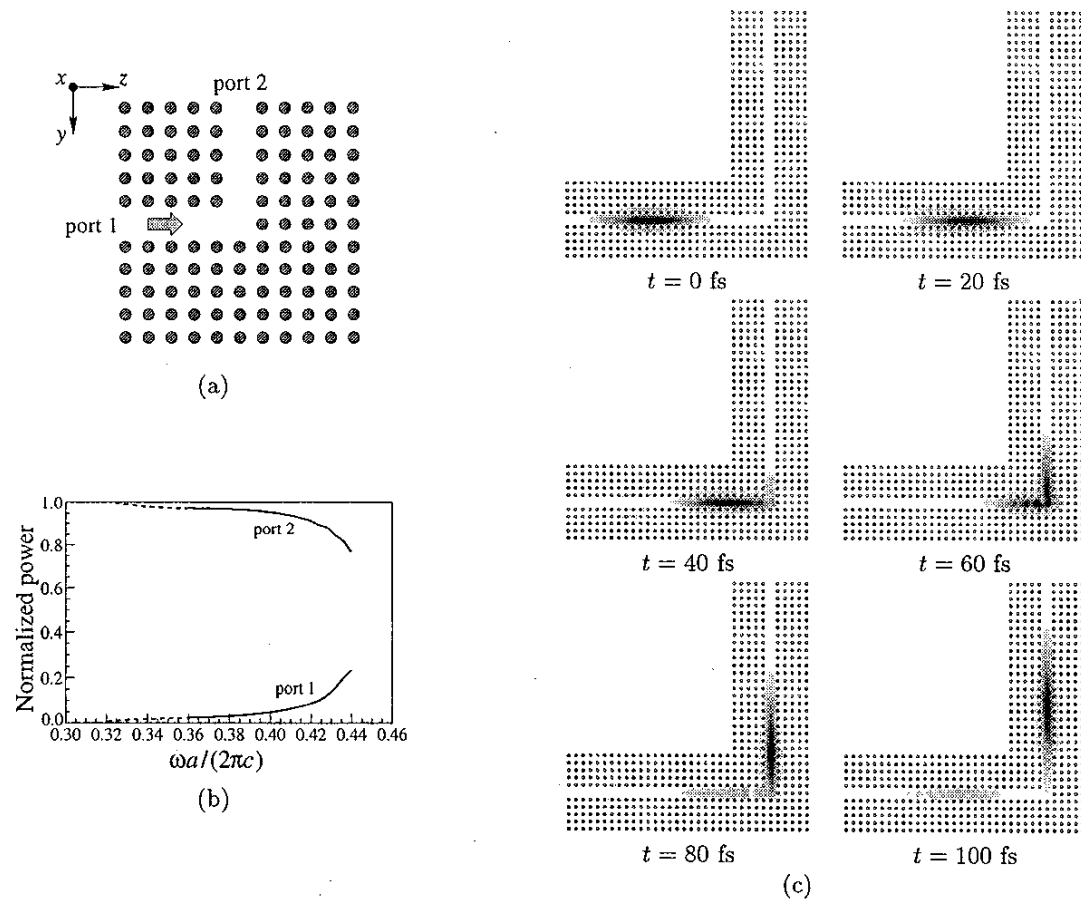 x
z
y
port 2
port 1
(a)
Normalized power
1.0
0.8
0.6
0.4
0.2
0.0
port 2
port 1
0.30 0.32 0.34 0.36 0.38 0.40 0.42 0.44 0.46
ωa/(2πc)
(b)
t = 0 fs
t = 20 fs
t = 40 fs
t = 60 fs
t = 80 fs
t = 100 fs
(c)